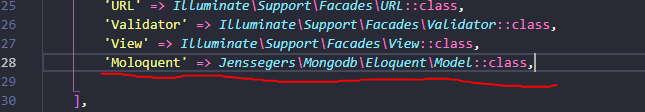 25 'URL' => Illuminate\Support\Facades\URL::class,
26 'Validator' => Illuminate\Support\Facades\Validator::class,
27 'View' => Illuminate\Support\Facades\View::class,
28 'Moloquent' => Jenssegers\Mongodb\Eloquent\Model::class,
29
30 ],